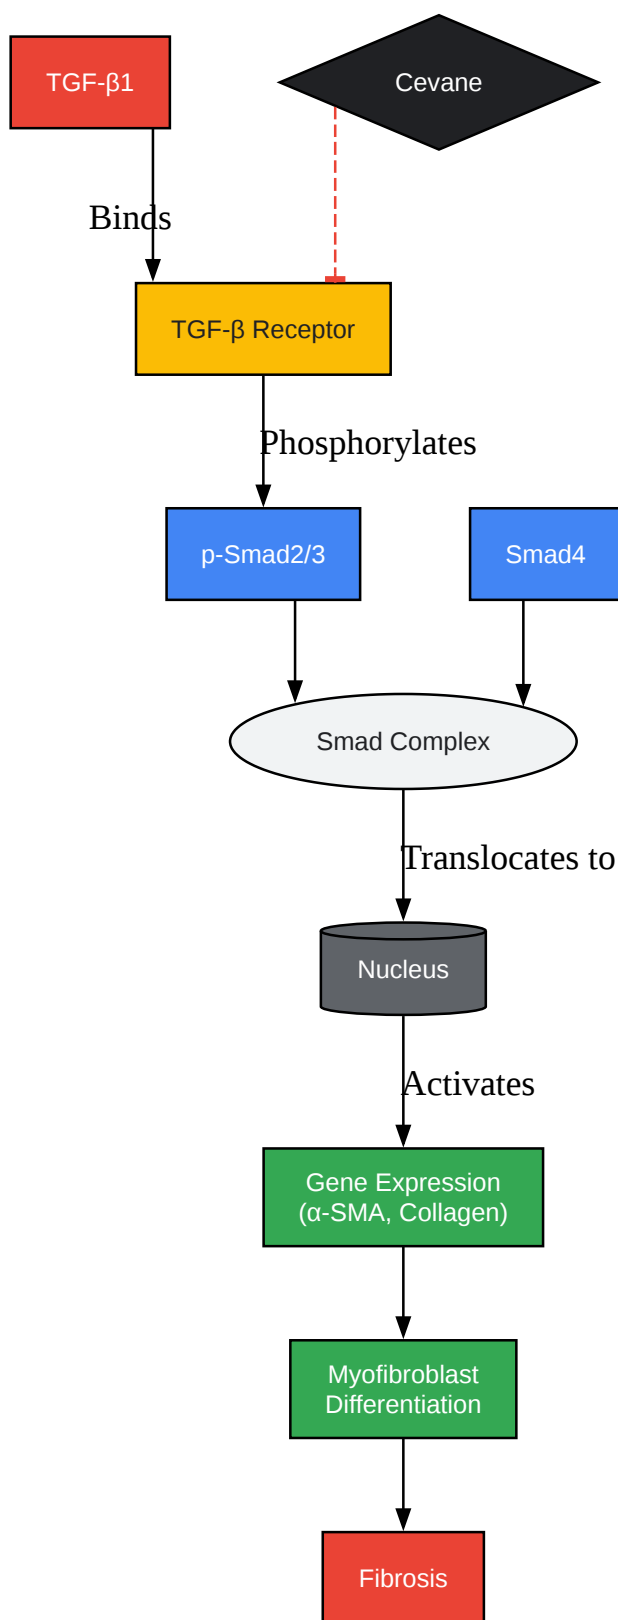 TGF-β1
Cevane
Binds
TGF-β Receptor
Phosphorylates
p-Smad2/3
Smad4
Smad Complex
Translocates to
Nucleus
Activates
Gene Expression
(α-SMA, Collagen)
Myofibroblast
Differentiation
Fibrosis